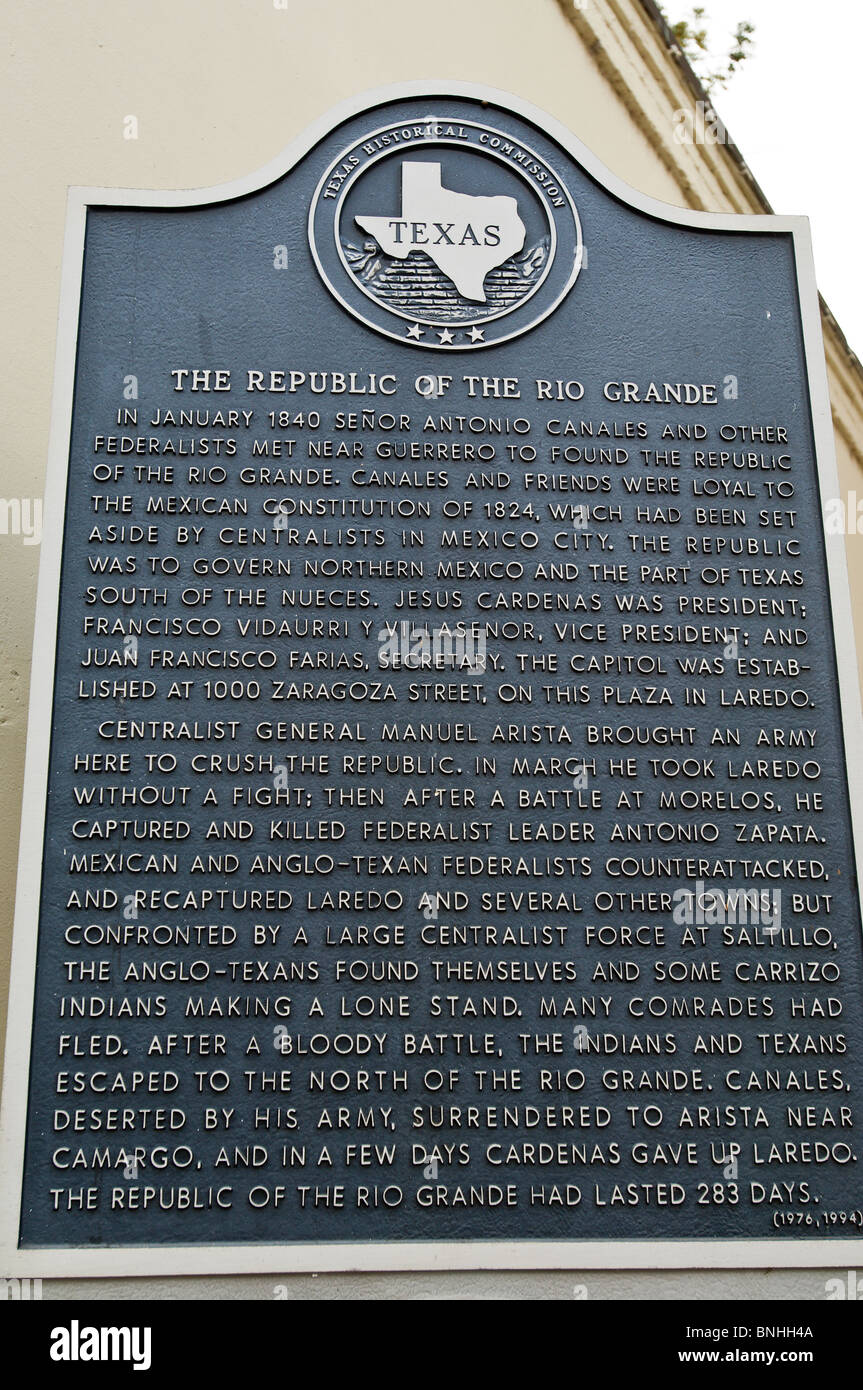 TEXAS HISTORICAL COMMISSION
TEXAS
THE REPUBLIC OF THE RIO GRANDE
IN JANUARY 1840 SEÑOR ANTONIO CANALES AND OTHER
FEDERALISTS MET NEAR GUERRERO TO FOUND THE REPUBLIC
OF THE RIO GRANDE. CANALES AND FRIENDS WERE LOYAL TO
THE MEXICAN CONSTITUTION OF 1824, WHICH HAD BEEN SET
ASIDE BY CENTRALISTS IN MEXICO CITY. THE REPUBLIC
WAS TO GOVERN NORTHERN MEXICO AND THE PART OF TEXAS
SOUTH OF THE NUECES. JESUS CARDENAS WAS PRESIDENT;
FRANCISCO VIDAURRI Y VILLASENOR, VICE PRESIDENT; AND
JUAN FRANCISCO FARIAS, SECRETARY. THE CAPITOL WAS ESTAB-
LISHED AT 1000 ZARAGOZA STREET, ON THIS PLAZA IN LAREDO.
CENTRALIST GENERAL MANUEL ARISTA BROUGHT AN ARMY
HERE TO CRUSH THE REPUBLIC. IN MARCH HE TOOK LAREDO
WITHOUT A FIGHT; THEN AFTER A BATTLE AT MORELOS, HE
CAPTURED AND KILLED FEDERALIST LEADER ANTONIO ZAPATA.
MEXICAN AND ANGLO-TEXAN FEDERALISTS COUNTERATTACKED,
AND RECAPTURED LAREDO AND SEVERAL OTHER TOWNS; BUT
CONFRONTED BY A LARGE CENTRALIST FORCE AT SALTILLO,
THE ANGLO-TEXANS FOUND THEMSELVES AND SOME CARRIZO
INDIANS MAKING A LONE STAND. MANY COMRADES HAD
FLED. AFTER A BLOODY BATTLE, THE INDIANS AND TEXANS
ESCAPED TO THE NORTH OF THE RIO GRANDE. CANALES,
DESERTED BY HIS ARMY, SURRENDERED TO ARISTA NEAR
CAMARGO, AND IN A FEW DAYS CARDENAS GAVE UP LAREDO.
THE REPUBLIC OF THE RIO GRANDE HAD LASTED 283 DAYS.
(1976, 1994)
alamy
Image ID: BNHH4A
www.alamy.com